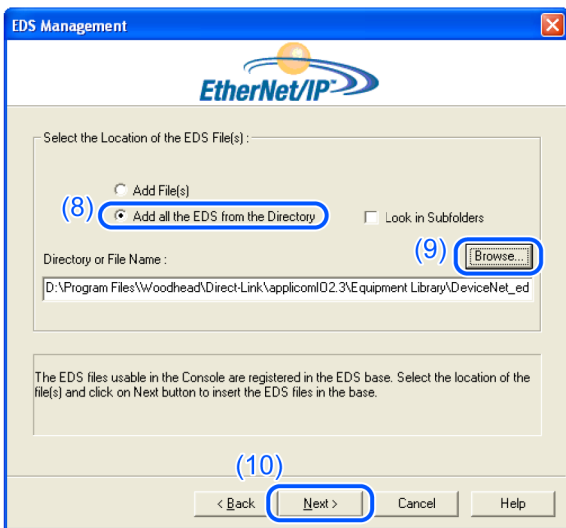 EDS Management
EtherNet/IP™
Select the Location of the EDS File(s) :
Add File(s)
(8) Add all the EDS from the Directory Look in Subfolders
(9) Browse...
Directory or File Name :
D:\Program Files\Woodhead\Direct-Link\applicomIO2.3\Equipment Library\DeviceNet_ed
The EDS files usable in the Console are registered in the EDS base. Select the location of the
file(s) and click on Next button to insert the EDS files in the base.
(10)
< Back Next > Cancel Help